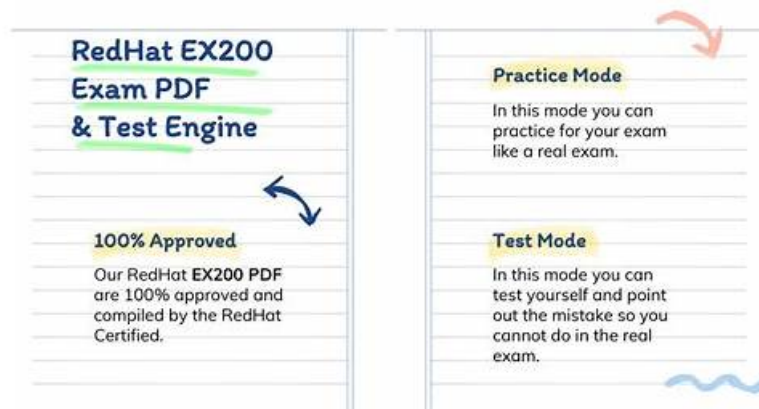 RedHat EX200
Exam PDF
& Test Engine
100% Approved
Our RedHat EX200 PDF
are 100% approved and
compiled by the RedHat
Certified.
Practice Mode
In this mode you can
practice for your exam
like a real exam.
Test Mode
In this mode you can
test yourself and point
out the mistake so you
cannot do in the real
exam.